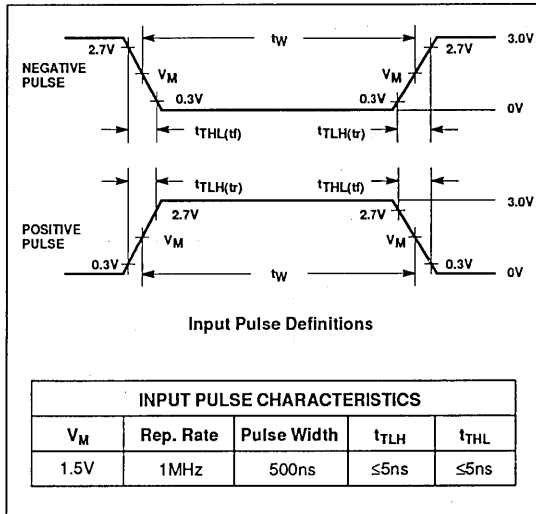 tW
2.7V
2.7V
3.0V
NEGATIVE
PULSE
VM
VM
0.3V
0.3V
0V
tTHL(tf)
tTLH(tr)
tTLH(tr)
tTHL(tf)
3.0V
2.7V
2.7V
POSITIVE
PULSE
VM
VM
0.3V
0.3V
0V
tW
Input Pulse Definitions
INPUT PULSE CHARACTERISTICS
VM Rep. Rate Pulse Width tTLH tTHL
1.5V 1MHz 500ns ≤5ns ≤5ns